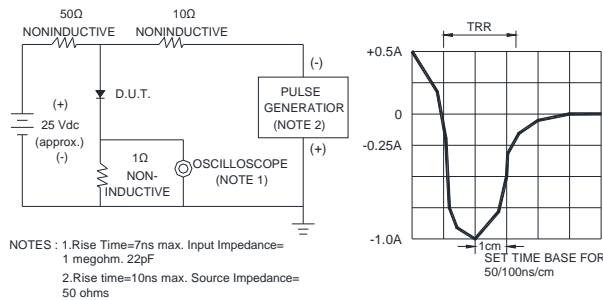 50Ω
NONINDUCTIVE
10Ω
NONINDUCTIVE
(+)
25 Vdc
(approx.)
(-)
D.U.T.
1Ω
NON-
INDUCTIVE
OSCILLOSCOPE
(NOTE 1)
(-)
PULSE
GENERATIOR
(NOTE 2)
(+)
NOTES : 1.Rise Time=7ns max. Input Impedance=
1 megohm. 22pF
2.Rise time=10ns max. Source Impedance=
50 ohms
TRR
+0.5A
0
-0.25A
-1.0A
1cm
SET TIME BASE FOR
50/100ns/cm